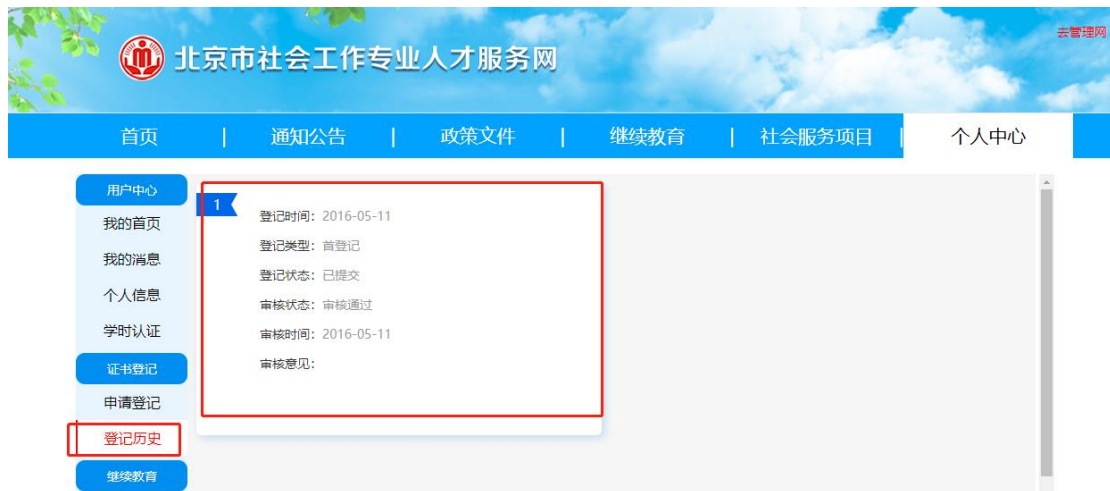 去管理网
北京市社会工作专业人才服务网
首页 | 通知公告 | 政策文件 | 继续教育 | 社会服务项目 | 个人中心
用户中心
我的首页
我的消息
个人信息
学时认证
证书登记
申请登记
登记历史
继续教育
1
登记时间：2016-05-11
登记类型：首登记
登记状态：已提交
审核状态：审核通过
审核时间：2016-05-11
审核意见：